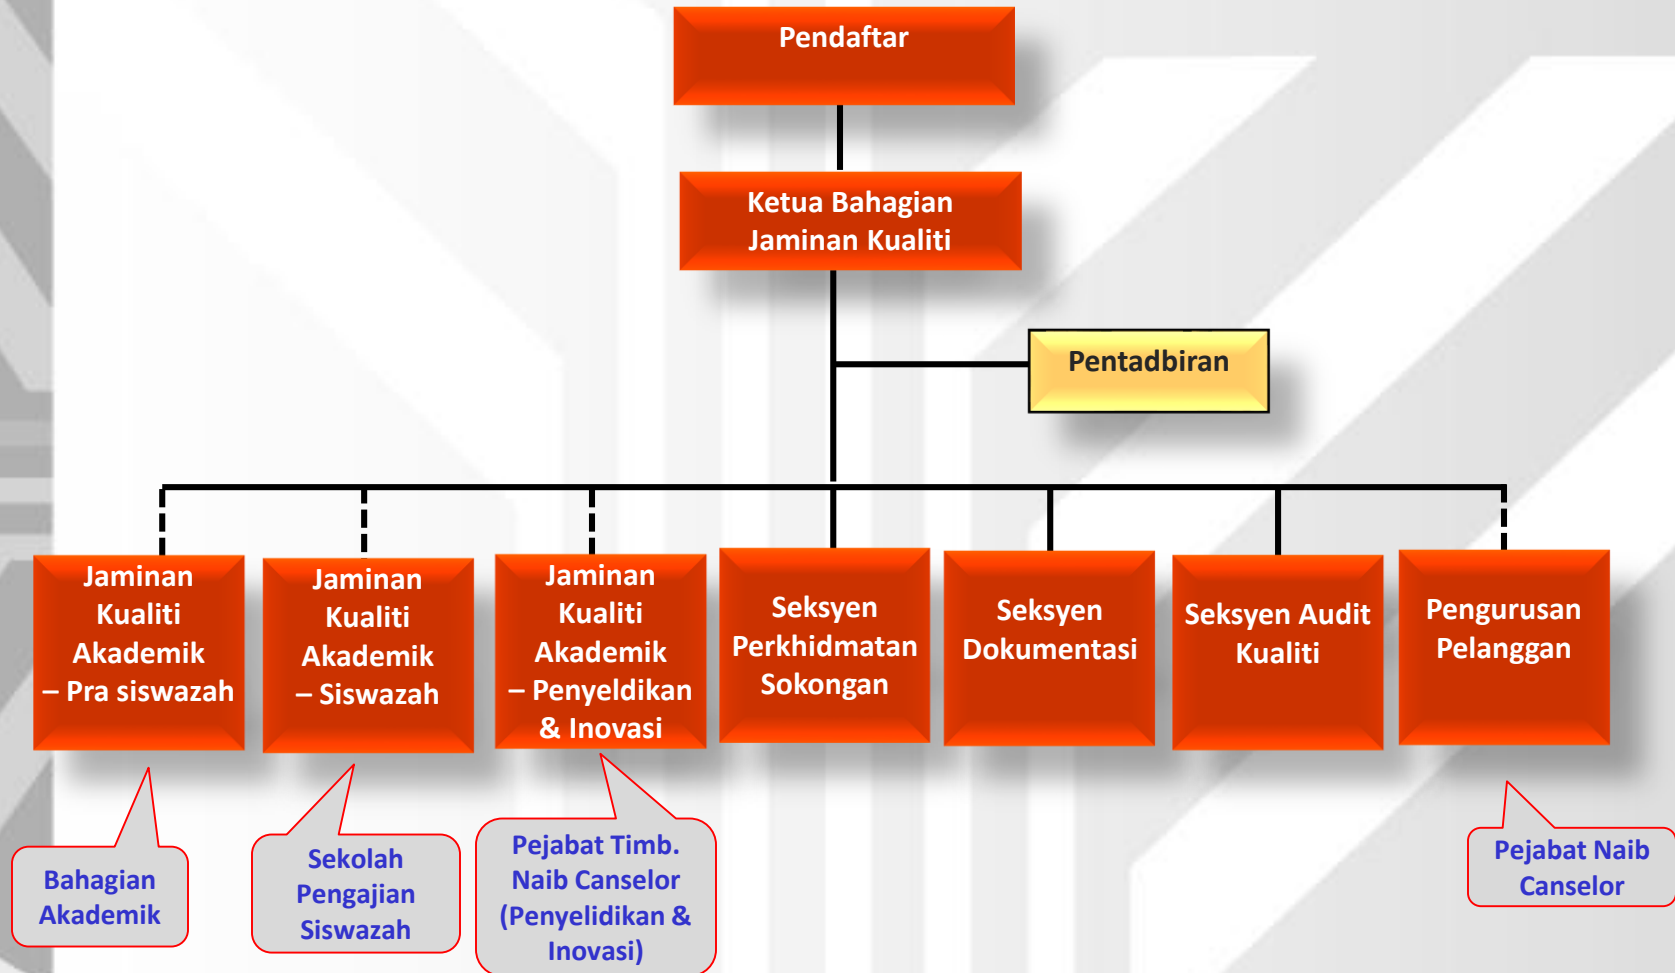 Pendaftar
Ketua Bahagian
Jaminan Kualiti
Pentadbiran
Jaminan
Kualiti
Akademik
– Pra siswazah
Jaminan
Kualiti
Akademik
– Siswazah
Jaminan
Kualiti
Akademik
– Penyeldikan
& Inovasi
Seksyen
Perkhidmatan
Sokongan
Seksyen
Dokumentasi
Seksyen Audit
Kualiti
Pengurusan
Pelanggan
Bahagian
Akademik
Sekolah
Pengajian
Siswazah
Pejabat Timb.
Naib Canselor
(Penyelidikan &
Inovasi)
Pejabat Naib
Canselor